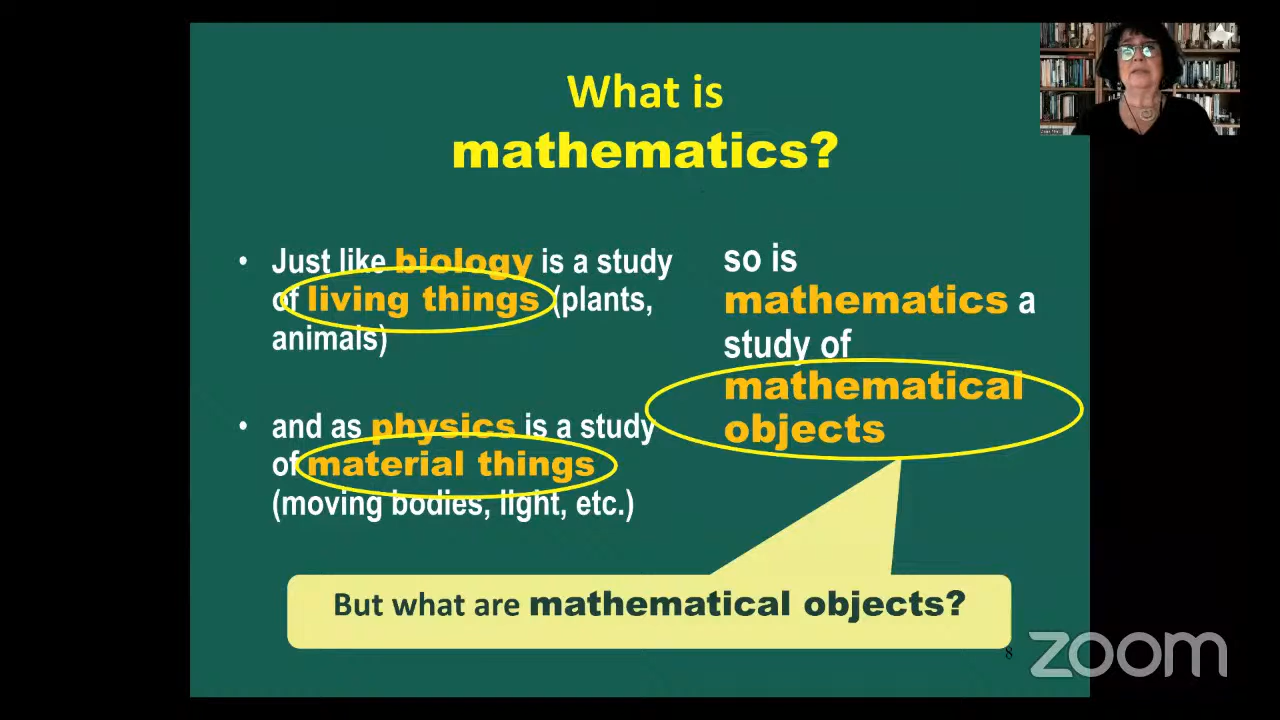 What is
mathematics?
• Just like biology is a study
of living things (plants,
animals)
• and as physics is a study
of material things
(moving bodies, light, etc.)
so is
mathematics a
study of
mathematical
objects
But what are mathematical objects?
8
zoom